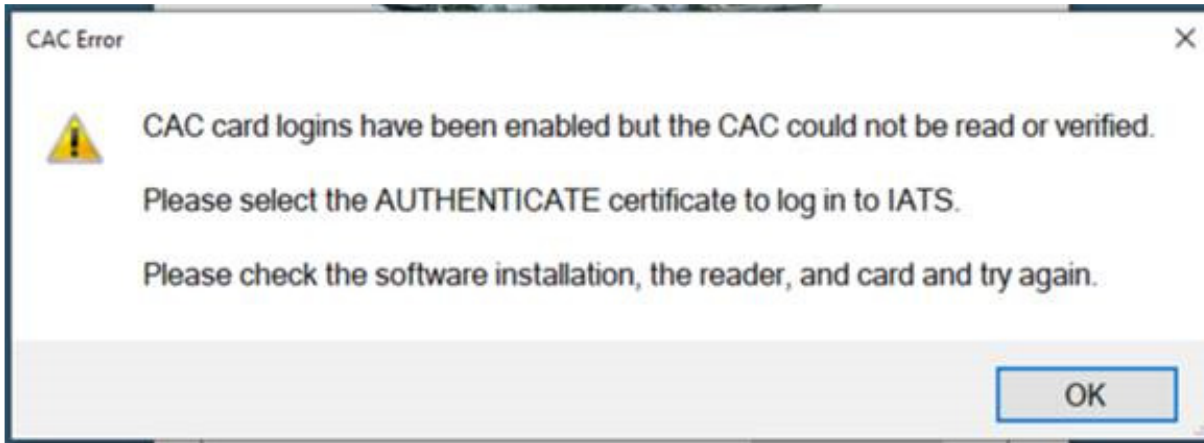 CAC Error
CAC card logins have been enabled but the CAC could not be read or verified.
Please select the AUTHENTICATE certificate to log in to IATS.
Please check the software installation, the reader, and card and try again.
OK